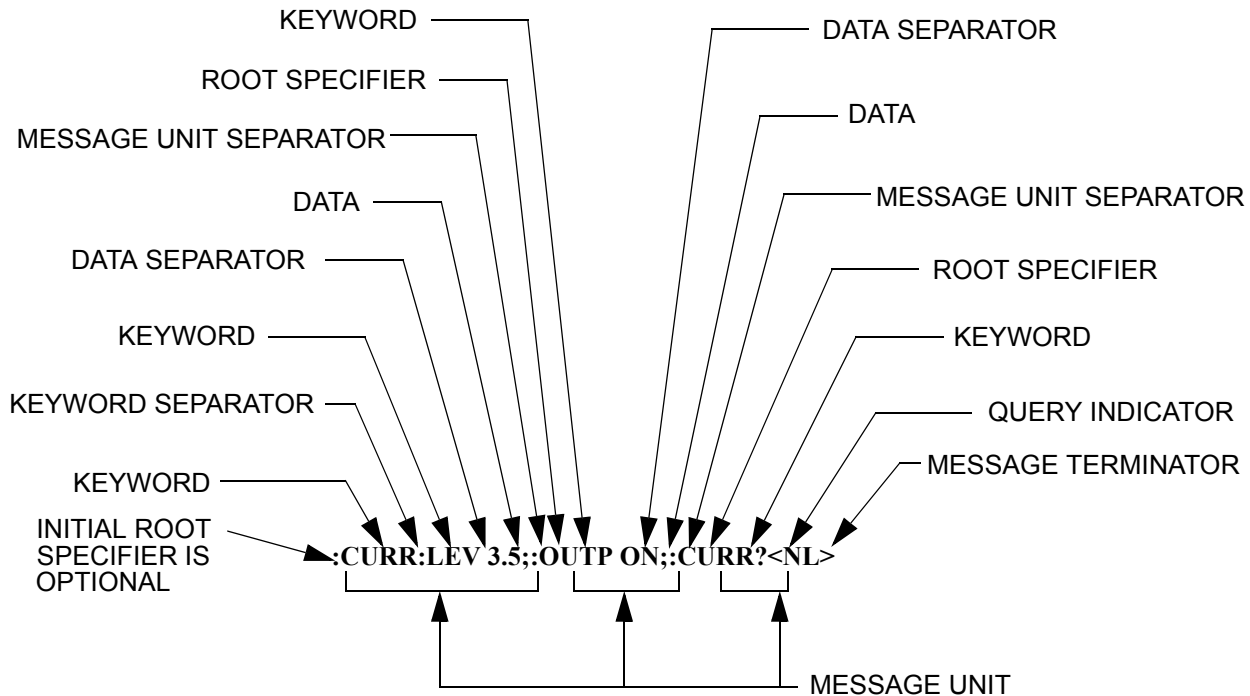 KEYWORD
DATA SEPARATOR
ROOT SPECIFIER
DATA
MESSAGE UNIT SEPARATOR
MESSAGE UNIT SEPARATOR
DATA
DATA SEPARATOR
ROOT SPECIFIER
KEYWORD
KEYWORD
KEYWORD SEPARATOR
QUERY INDICATOR
MESSAGE TERMINATOR
KEYWORD
INITIAL ROOT
SPECIFIER IS
OPTIONAL
:CURR:LEV 3.5;:OUTP ON;:CURR?<NL>
MESSAGE UNIT